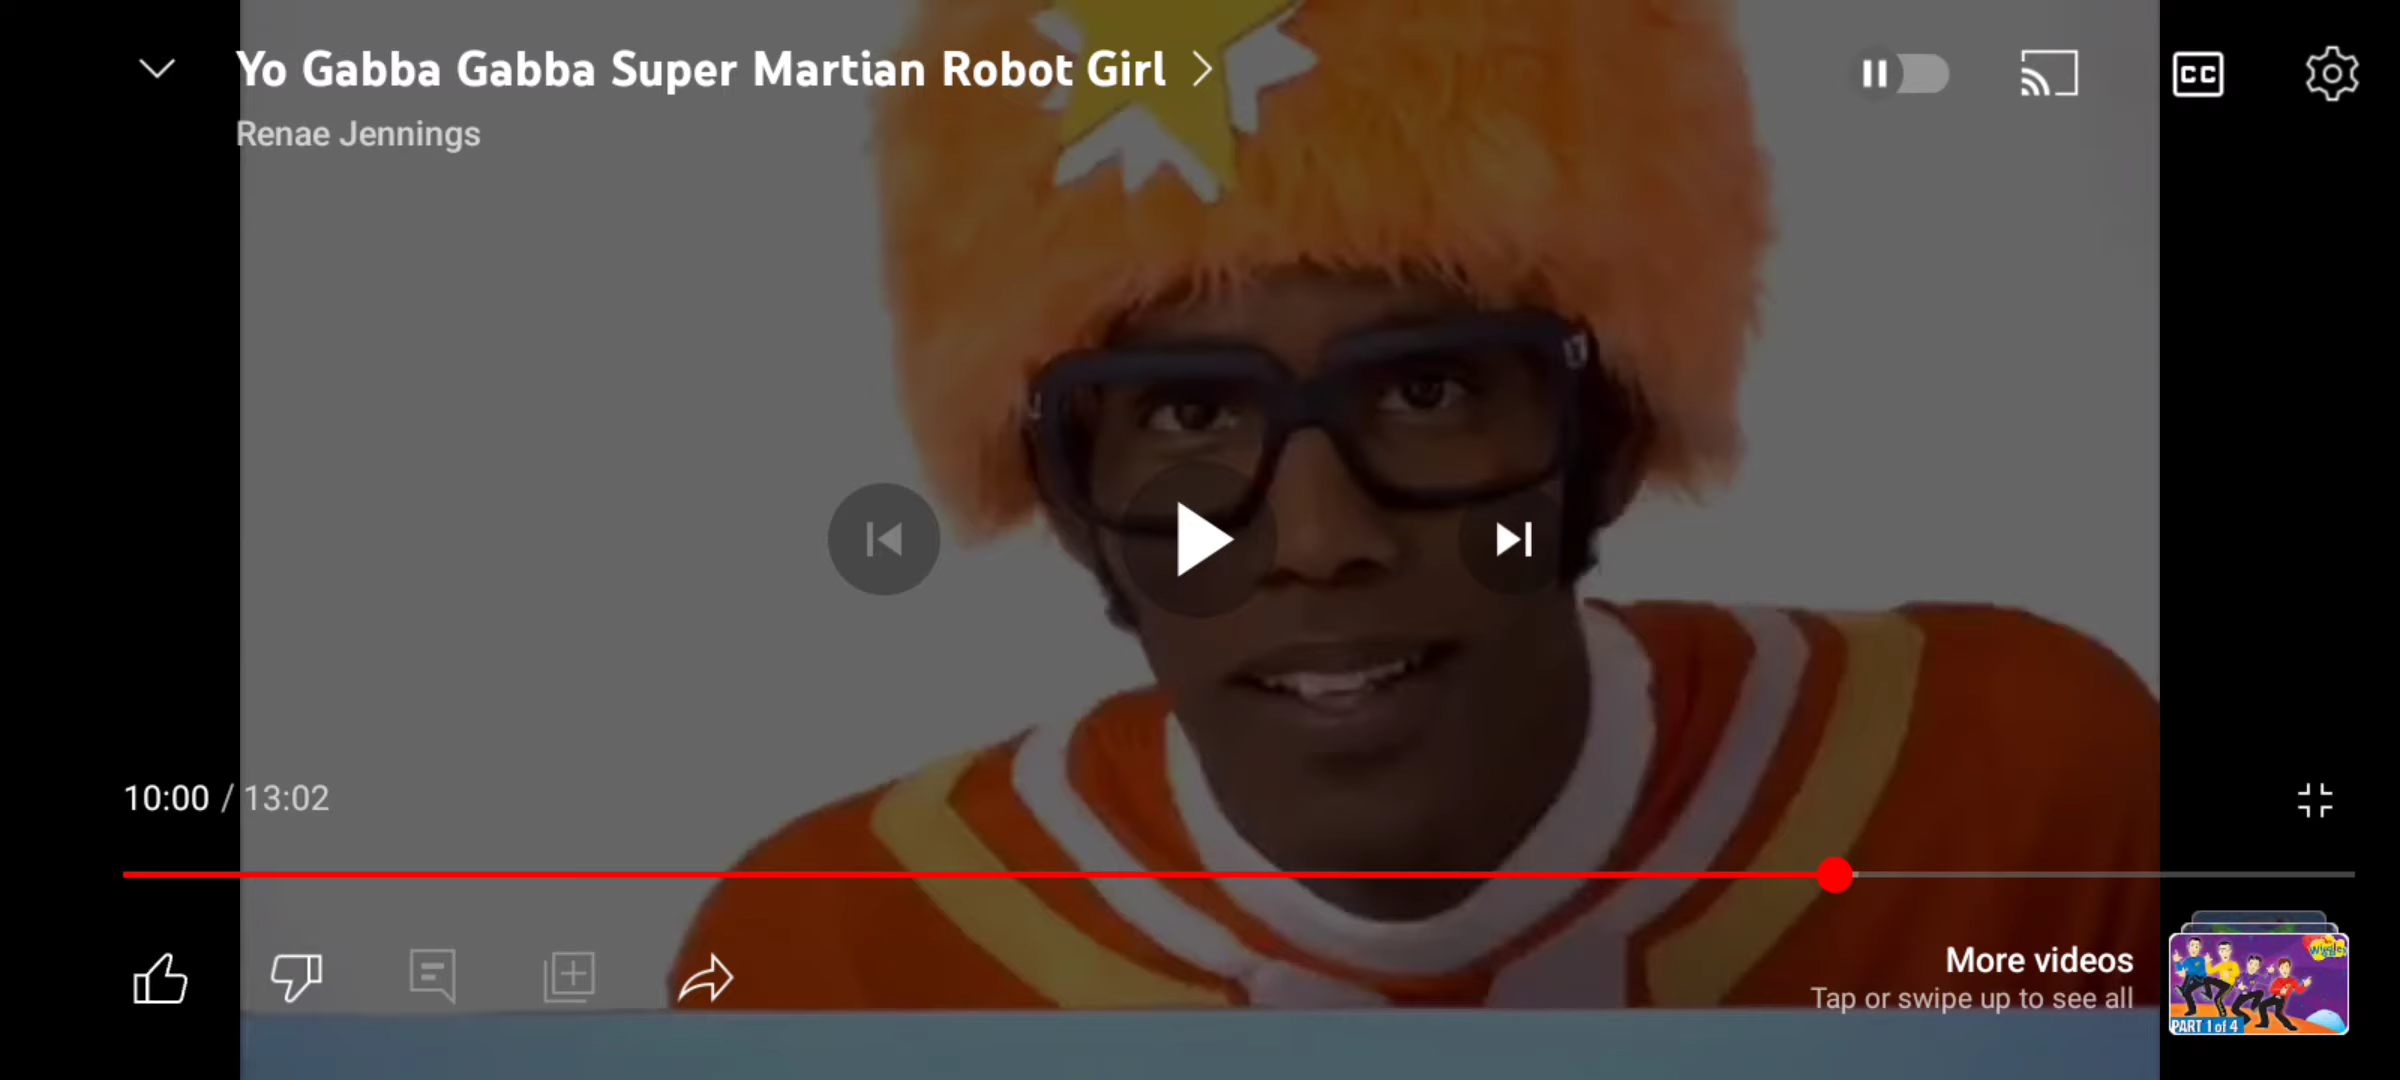 Yo Gabba Gabba Super Martian Robot Girl
Renae Jennings
CC
10:00 / 13:02
More videos
Tap or swipe up to see all
PART 1 of 4